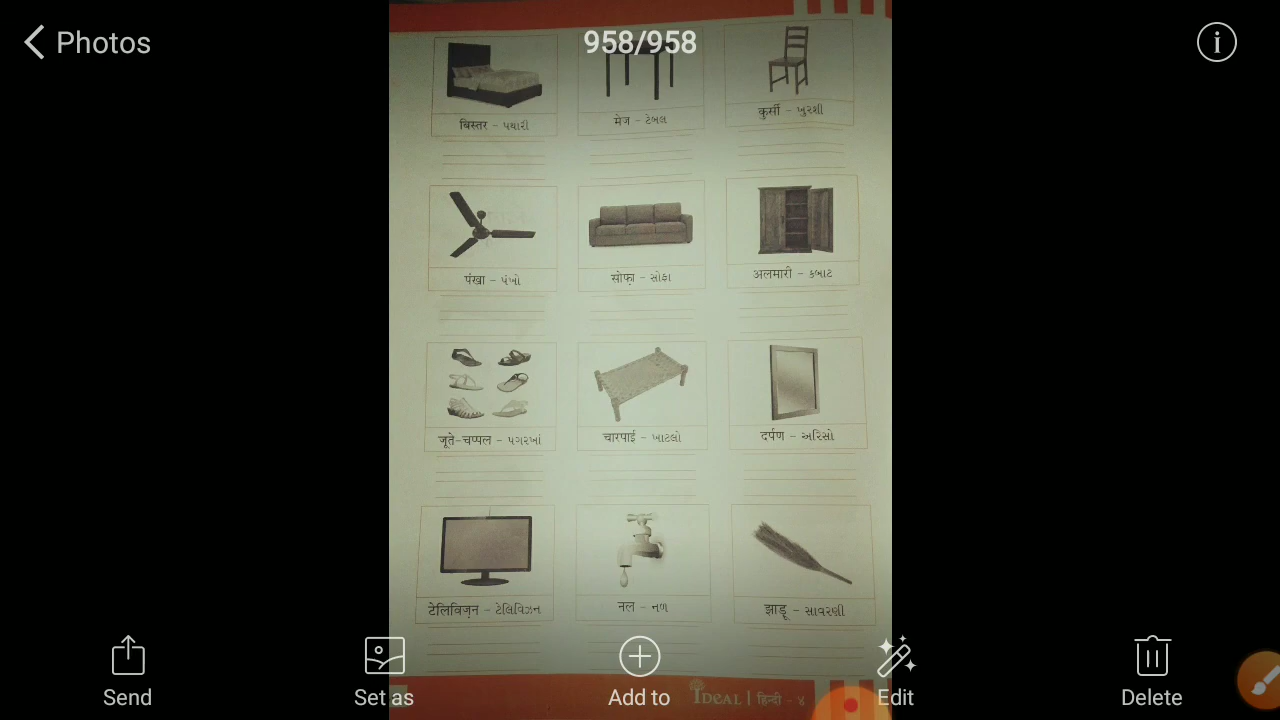 Photos
958/958
बिस्तर - પથારી
मेज - ટેબલ
कुर्सी - ખુરશી
पंखा - પંખો
सोफ़ा - સોફા
अलमारी - કબાટ
जूते-चप्पल - પગરખાં
चारपाई - ખાટલો
दर्पण - અરિસો
टेलिविज़न - ટેલિવિઝન
नल - નળ
झाड़ू - સાવરણી
IDEAL | हिन्दी - ४
Send
Set as
Add to
Edit
Delete